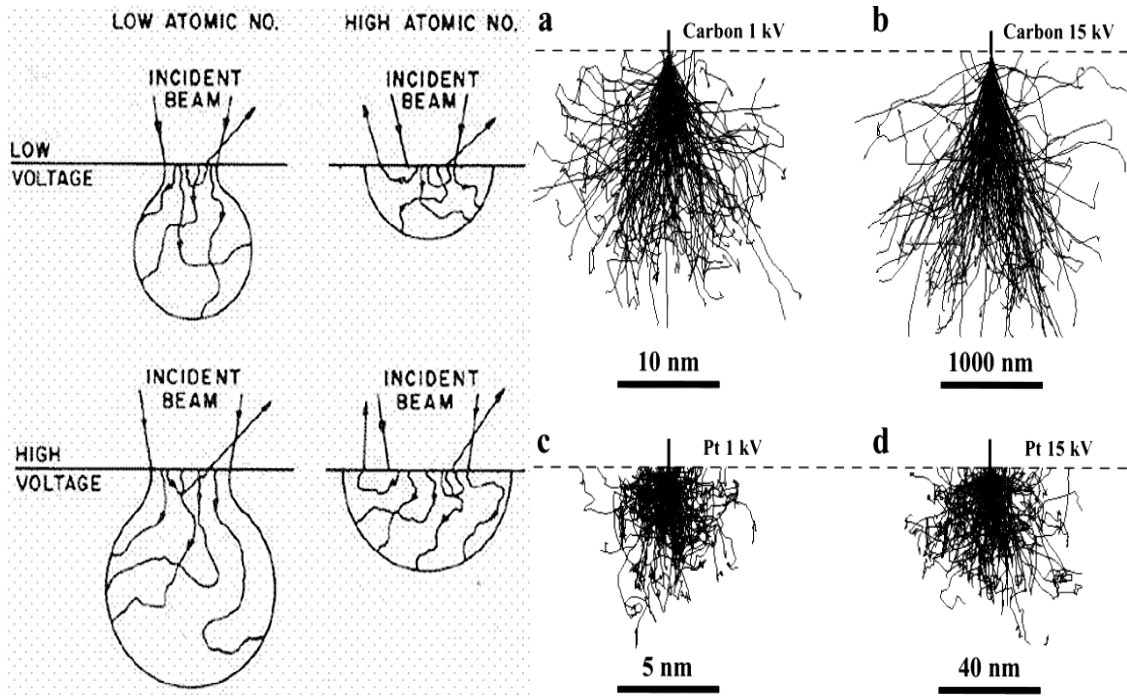 LOW ATOMIC NO.
HIGH ATOMIC NO.
INCIDENT
BEAM
INCIDENT
BEAM
LOW
VOLTAGE
INCIDENT
BEAM
INCIDENT
BEAM
HIGH
VOLTAGE
a
Carbon 1 kV
b
Carbon 15 kV
10 nm
1000 nm
c
Pt 1 kV
d
Pt 15 kV
5 nm
40 nm